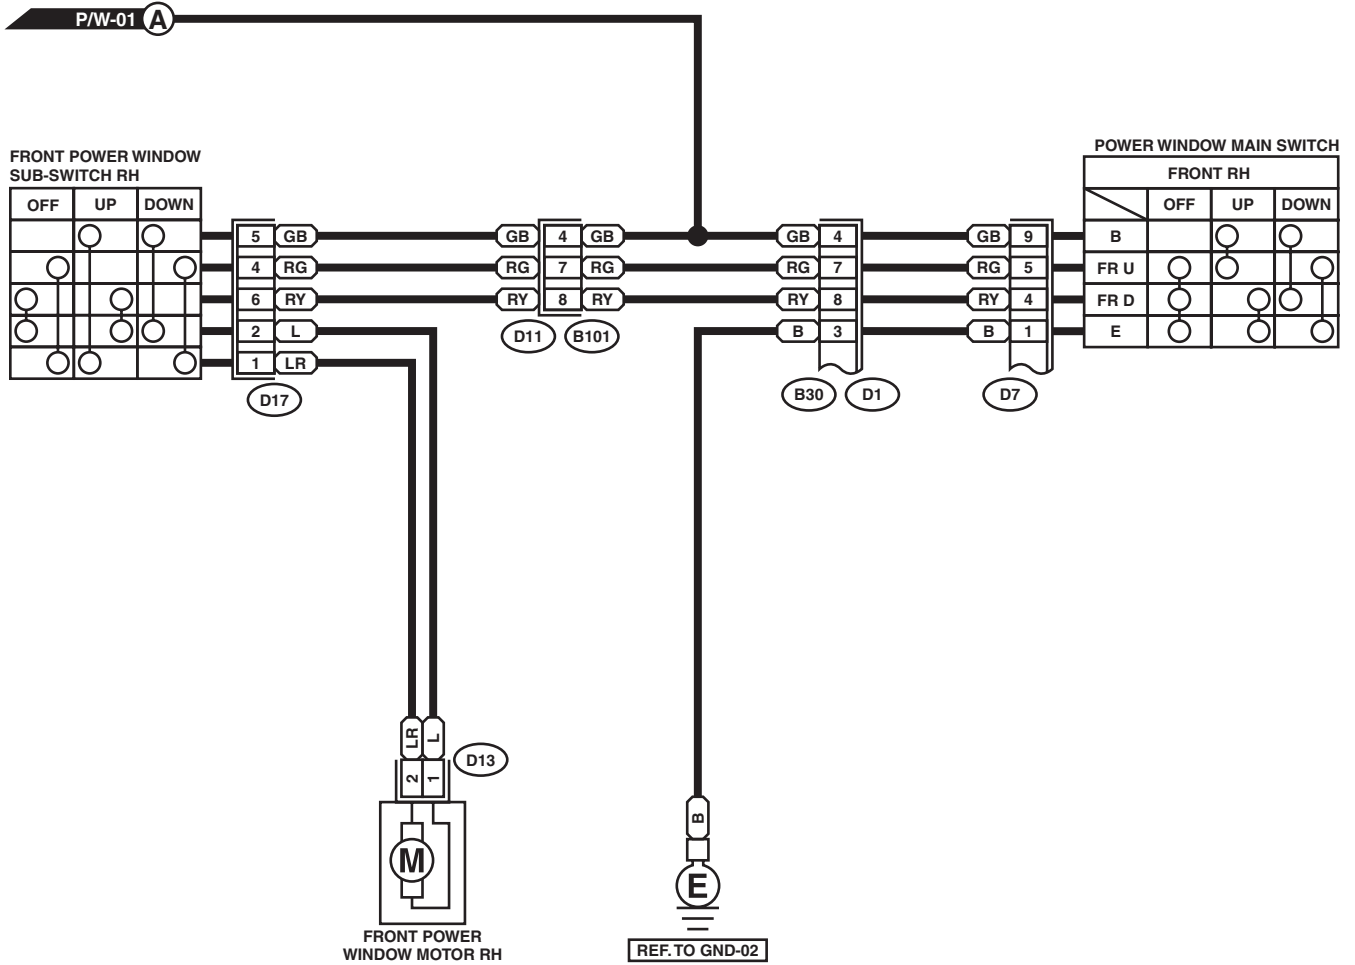 P/W-01 A
POWER WINDOW MAIN SWITCH
FRONT RH
OFF UP DOWN
B
FR U
FR D
E
FRONT POWER WINDOW
SUB-SWITCH RH
OFF UP DOWN
5 GB GB 4 GB GB 4 GB 9
4 RG RG 7 RG RG 7 RG 5
6 RY RY 8 RY RY 8 RY 4
2 L B 3 B 1
1 LR
D11 B101
D17
B30 D1
D7
LR L
2 1
D13
M
FRONT POWER
WINDOW MOTOR RH
B
E
REF. TO GND-02